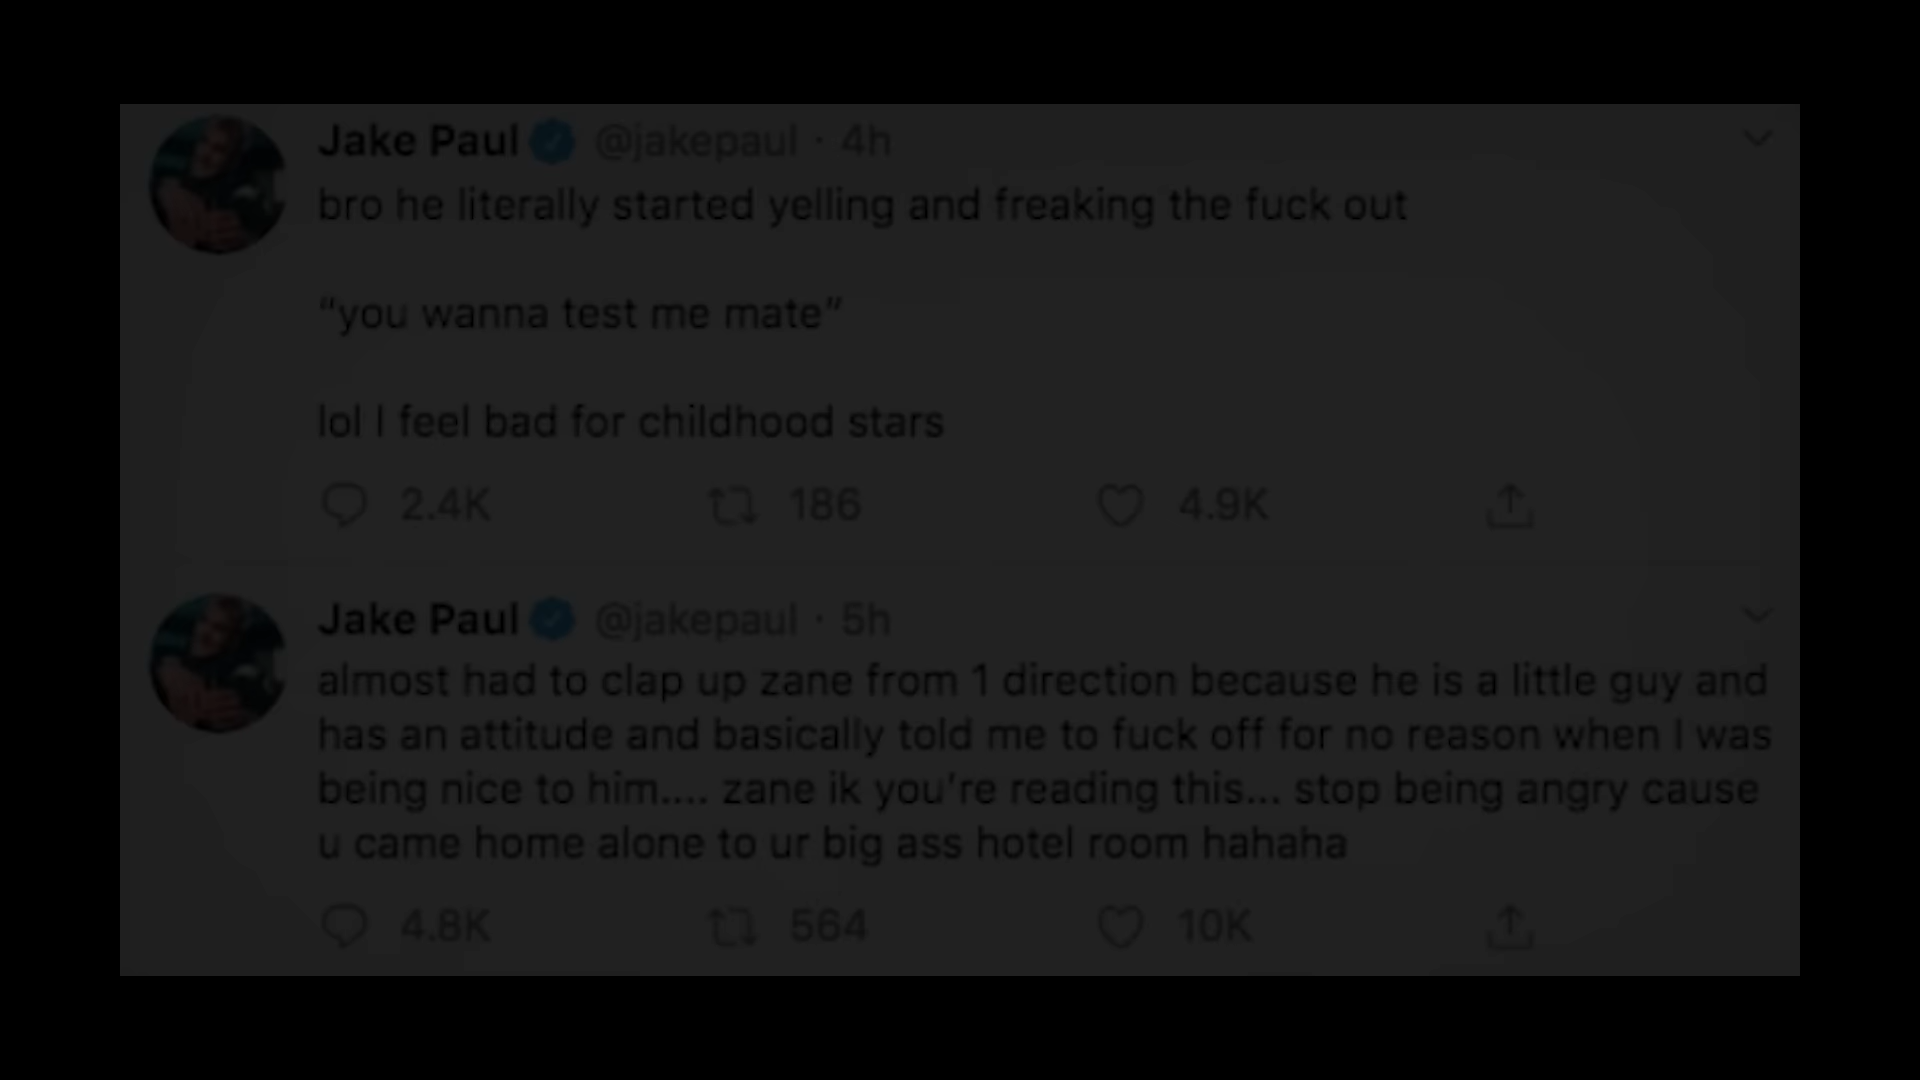 Jake Paul @jakepaul · 4h
bro he literally started yelling and freaking the fuck out
“you wanna test me mate”
lol I feel bad for childhood stars
2.4K 186 4.9K
Jake Paul @jakepaul · 5h
almost had to clap up zane from 1 direction because he is a little guy and
has an attitude and basically told me to fuck off for no reason when I was
being nice to him.... zane ik you’re reading this... stop being angry cause
u came home alone to ur big ass hotel room hahaha
4.8K 564 10K